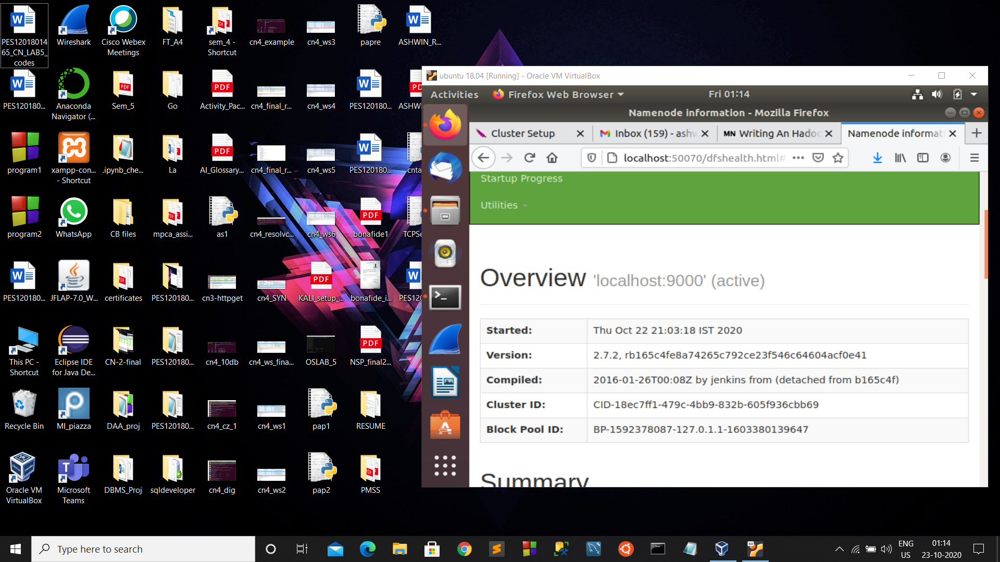 PES12018014
65_CN_LAB5_
codes
Wireshark
Cisco Webex
Meetings
FT_A4
sem_4 -
Shortcut
cn4_example
cn4_ws3
papre
ASHWIN_R...
PES120180...
Anaconda
Navigator (...
Sem_5
Go
Activity_Pac...
cn4_final_r...
cn4_ws4
PES120180...
ASHWI
program1
xampp-con...
- Shortcut
.ipynb_che...
La
AI_Glossary...
cn4_final_r...
cn4_ws5
PES120180...
cnta
program2
WhatsApp
CB files
mpca_assi...
as1
cn4_resolvc...
cn4_ws6
bonafide1
TCPSe
PES120180...
JFLAP-7.0_W...
certificates
PES120180...
cn3-httpget
cn4_SYN
KALI_setup_...
bonafide_i...
PES120
This PC -
Shortcut
Eclipse IDE
for Java De...
CN-2-final
PES120180...
cn4_10db
cn4_ws_fina...
OSLAB_5
NSP_final2...
Recycle Bin
MI_piazza
DAA_proj
PES120180...
cn4_cz_1
cn4_ws1
pap1
RESUME
Oracle VM
VirtualBox
Microsoft
Teams
DBMS_Proj
sqldeveloper
cn4_dig
cn4_ws2
pap2
PMSS
ubuntu 18.04 [Running] - Oracle VM VirtualBox
Activities
Firefox Web Browser
Fri 01:14
Namenode information - Mozilla Firefox
Cluster Setup
Inbox (159) - ashw
MN Writing An Hadoo
Namenode informat
localhost:50070/dfshealth.html#
Startup Progress
Utilities
Overview 'localhost:9000' (active)
Started: Thu Oct 22 21:03:18 IST 2020
Version: 2.7.2, rb165c4fe8a74265c792ce23f546c64604acf0e41
Compiled: 2016-01-26T00:08Z by jenkins from (detached from b165c4f)
Cluster ID: CID-18ec7ff1-479c-4bb9-832b-605f936cbb69
Block Pool ID: BP-1592378087-127.0.1.1-1603380139647
Summary
Type here to search
ENG
US
01:14
23-10-2020